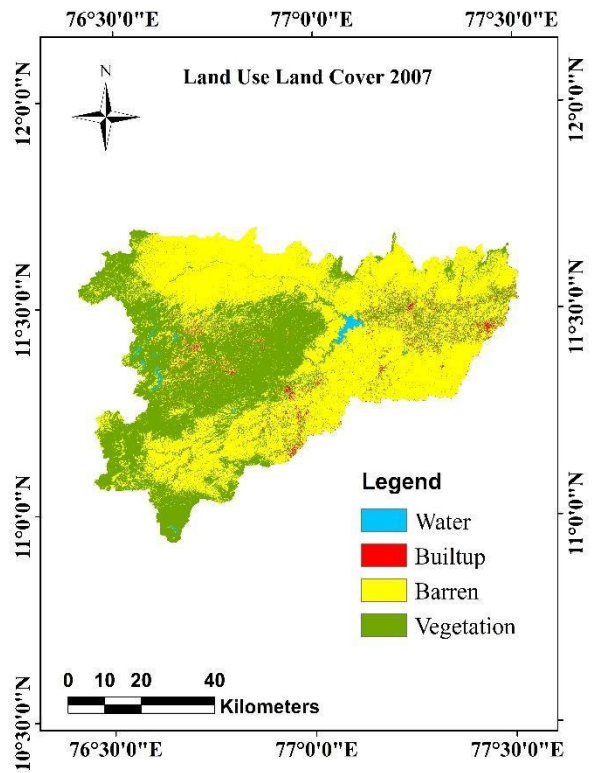 76°30'0"E 77°0'0"E 77°30'0"E
Land Use Land Cover 2007
N
12°0'0"N 12°0'0"N
11°30'0"N 11°30'0"N
11°0'0"N 11°0'0"N
10°30'0"N 10°30'0"N
Legend
Water
Builtup
Barren
Vegetation
0 10 20 40
Kilometers
76°30'0"E 77°0'0"E 77°30'0"E